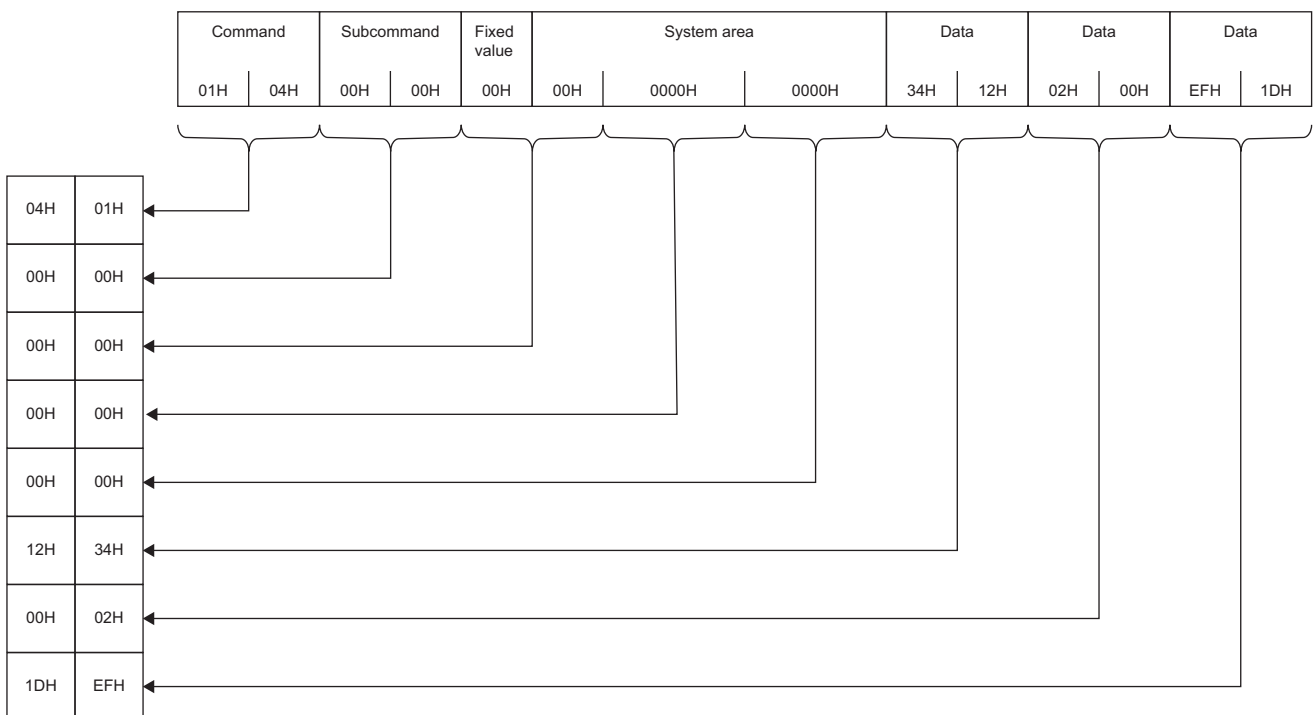 Command Subcommand Fixed value System area Data Data Data
01H 04H 00H 00H 00H 00H 0000H 0000H 34H 12H 02H 00H EFH 1DH
04H 01H
00H 00H
00H 00H
00H 00H
00H 00H
12H 34H
00H 02H
1DH EFH